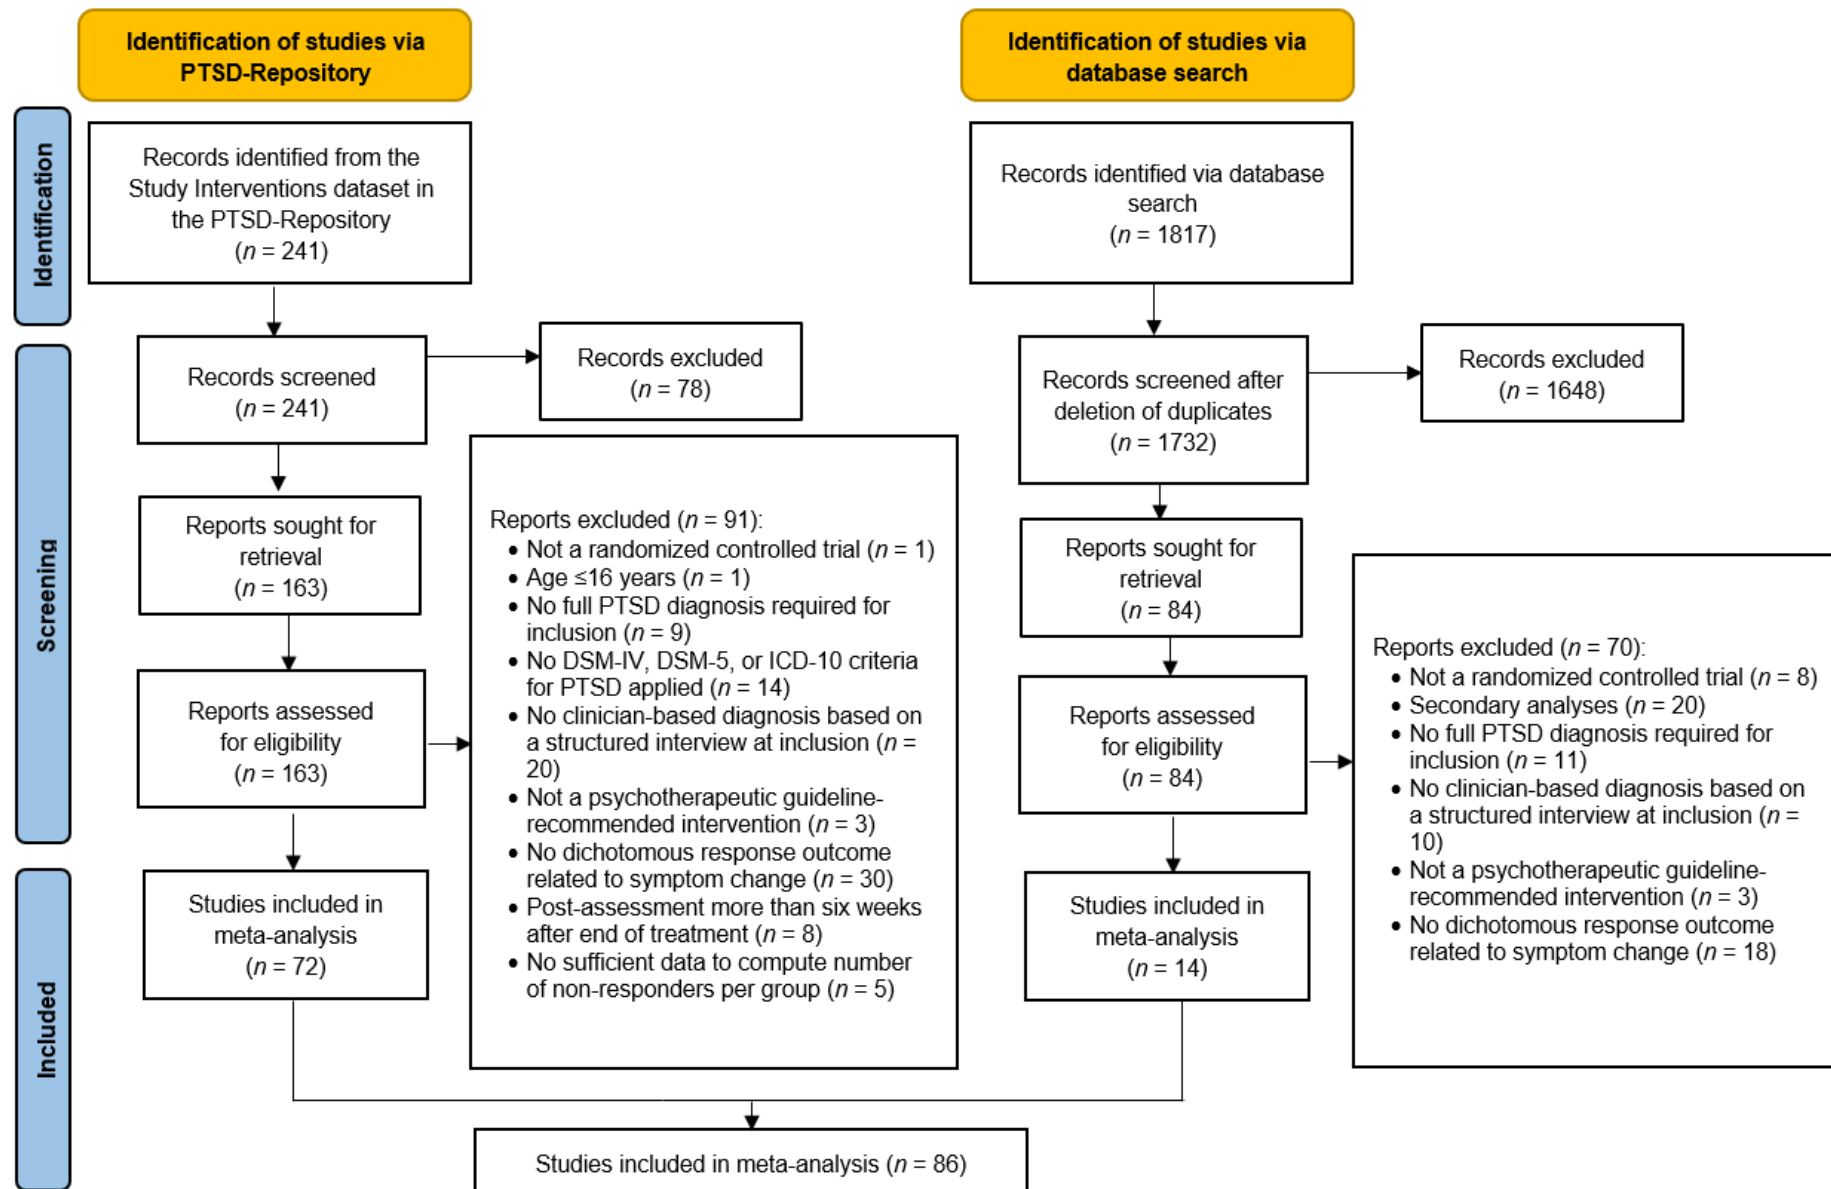 Identification of studies via
PTSD-Repository
Identification of studies via
database search
Identification
Records identified from the
Study Interventions dataset in
the PTSD-Repository
(n = 241)
Records identified via database
search
(n = 1817)
Screening
Records screened
(n = 241)
Records excluded
(n = 78)
Records screened after
deletion of duplicates
(n = 1732)
Records excluded
(n = 1648)
Reports sought for
retrieval
(n = 163)
Reports excluded (n = 91):
• Not a randomized controlled trial (n = 1)
• Age ≤16 years (n = 1)
• No full PTSD diagnosis required for
inclusion (n = 9)
• No DSM-IV, DSM-5, or ICD-10 criteria
for PTSD applied (n = 14)
• No clinician-based diagnosis based on
a structured interview at inclusion (n =
20)
• Not a psychotherapeutic guideline-
recommended intervention (n = 3)
• No dichotomous response outcome
related to symptom change (n = 30)
• Post-assessment more than six weeks
after end of treatment (n = 8)
• No sufficient data to compute number
of non-responders per group (n = 5)
Reports sought for
retrieval
(n = 84)
Reports excluded (n = 70):
• Not a randomized controlled trial (n = 8)
• Secondary analyses (n = 20)
• No full PTSD diagnosis required for
inclusion (n = 11)
• No clinician-based diagnosis based on
a structured interview at inclusion (n =
10)
• Not a psychotherapeutic guideline-
recommended intervention (n = 3)
• No dichotomous response outcome
related to symptom change (n = 18)
Reports assessed
for eligibility
(n = 163)
Reports assessed
for eligibility
(n = 84)
Included
Studies included in
meta-analysis
(n = 72)
Studies included in
meta-analysis
(n = 14)
Studies included in meta-analysis (n = 86)